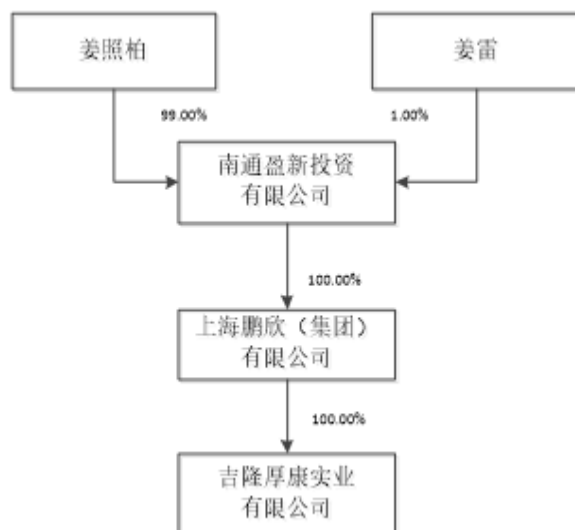 姜照柏
姜雷
99.00%
1.00%
南通盈新投资
有限公司
100.00%
上海鹏欣（集团）
有限公司
100.00%
吉隆厚康实业
有限公司